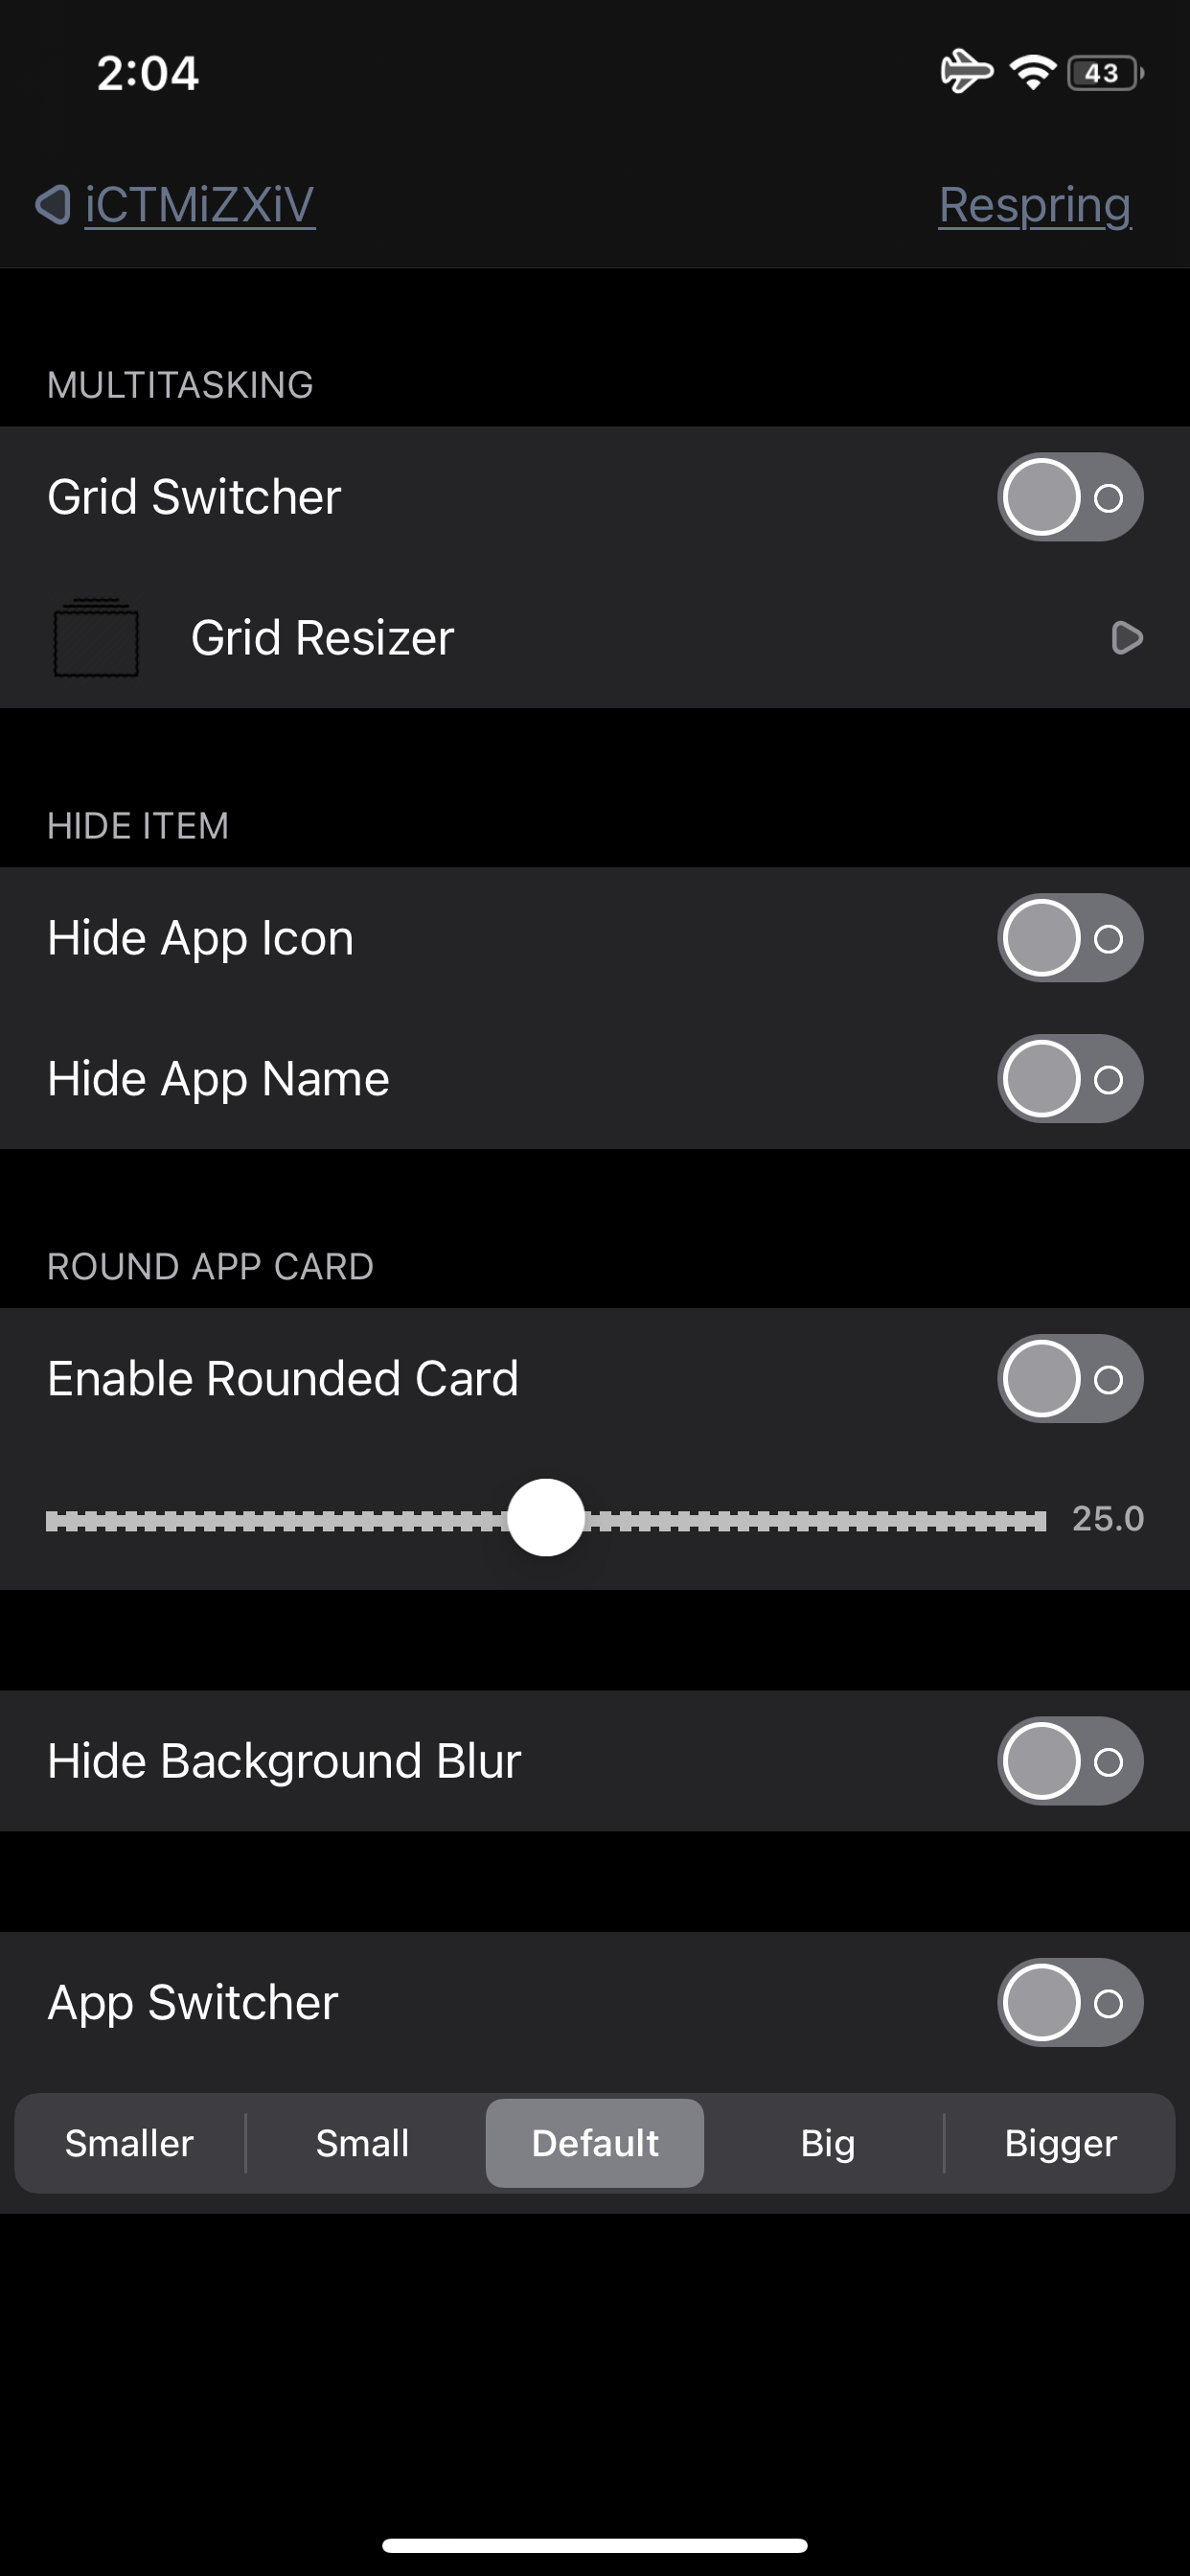 2:04
43
iCTMiZXiV
Respring
MULTITASKING
Grid Switcher
Grid Resizer
HIDE ITEM
Hide App Icon
Hide App Name
ROUND APP CARD
Enable Rounded Card
25.0
Hide Background Blur
App Switcher
Smaller
Small
Default
Big
Bigger